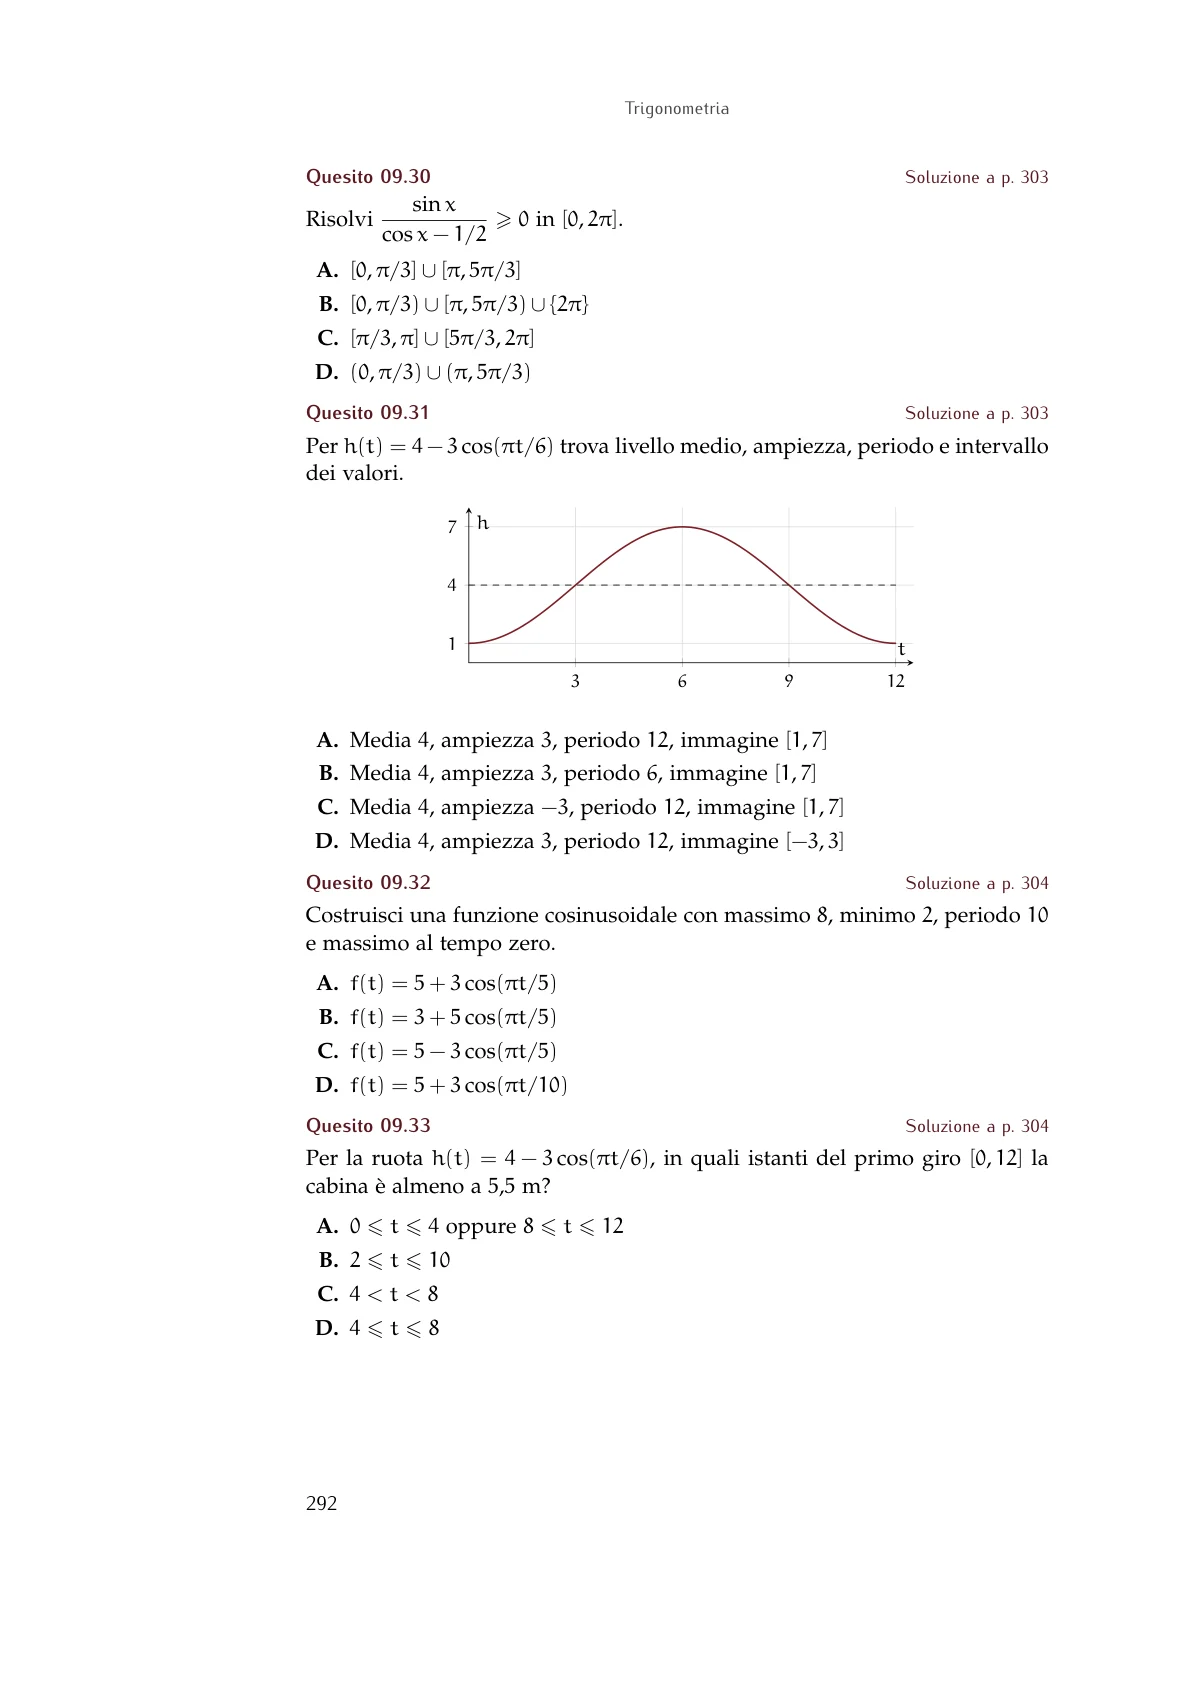 Trigonometria
Quesito 09.30 Soluzione a p. 303
Risolvi sin x / (cos x − 1/2) ⩾ 0 in [0, 2π].
A. [0, π/3] ∪ [π, 5π/3]
B. [0, π/3) ∪ [π, 5π/3) ∪ {2π}
C. [π/3, π] ∪ [5π/3, 2π]
D. (0, π/3) ∪ (π, 5π/3)
Quesito 09.31 Soluzione a p. 303
Per h(t) = 4 − 3 cos(πt/6) trova livello medio, ampiezza, periodo e intervallo
dei valori.
7 h
4
1 t
3 6 9 12
A. Media 4, ampiezza 3, periodo 12, immagine [1, 7]
B. Media 4, ampiezza 3, periodo 6, immagine [1, 7]
C. Media 4, ampiezza −3, periodo 12, immagine [1, 7]
D. Media 4, ampiezza 3, periodo 12, immagine [−3, 3]
Quesito 09.32 Soluzione a p. 304
Costruisci una funzione cosinusoidale con massimo 8, minimo 2, periodo 10
e massimo al tempo zero.
A. f(t) = 5 + 3 cos(πt/5)
B. f(t) = 3 + 5 cos(πt/5)
C. f(t) = 5 − 3 cos(πt/5)
D. f(t) = 5 + 3 cos(πt/10)
Quesito 09.33 Soluzione a p. 304
Per la ruota h(t) = 4 − 3 cos(πt/6), in quali istanti del primo giro [0, 12] la
cabina è almeno a 5,5 m?
A. 0 ⩽ t ⩽ 4 oppure 8 ⩽ t ⩽ 12
B. 2 ⩽ t ⩽ 10
C. 4 < t < 8
D. 4 ⩽ t ⩽ 8
292